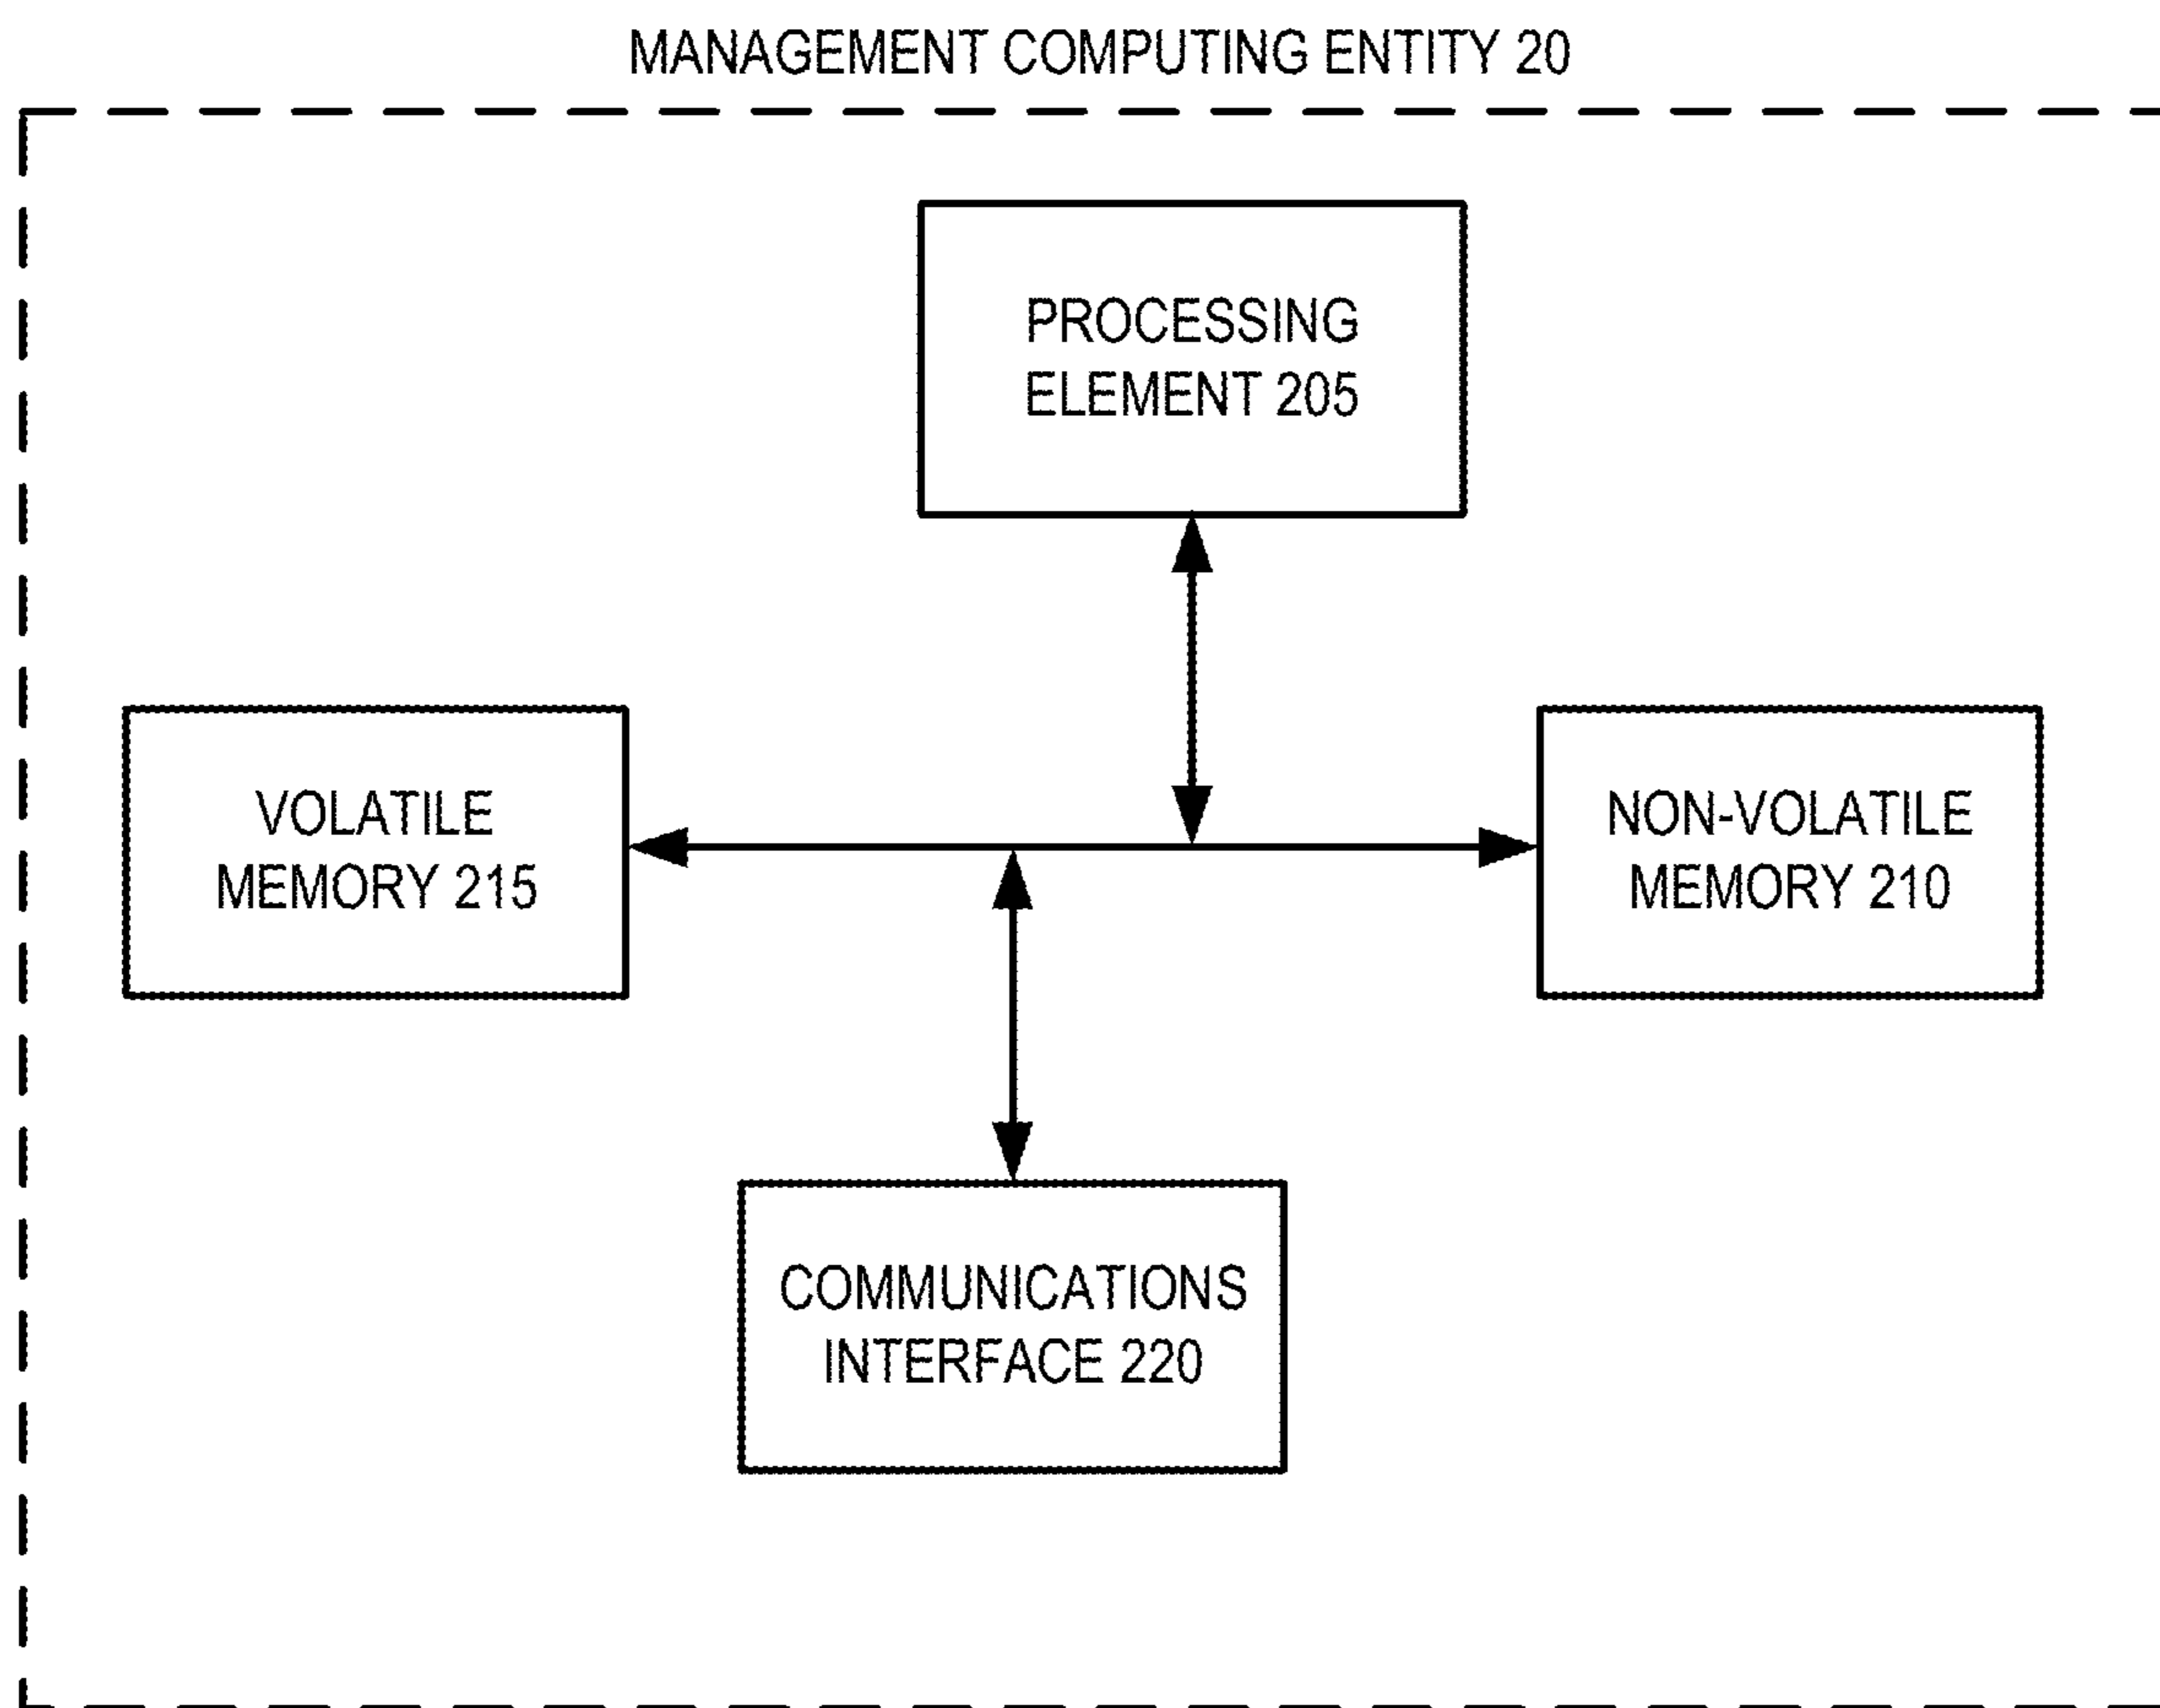 MANAGEMENT COMPUTING ENTITY 20
PROCESSING
ELEMENT 205
VOLATILE
MEMORY 215
NON-VOLATILE
MEMORY 210
COMMUNICATIONS
INTERFACE 220